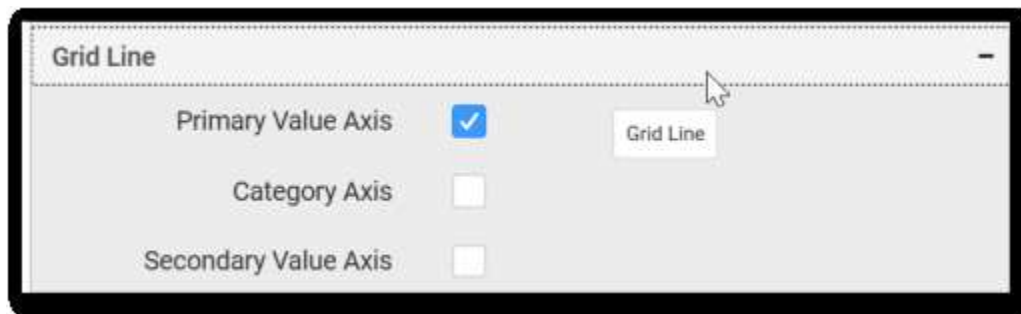 Grid Line
Primary Value Axis
Grid Line
Category Axis
Secondary Value Axis